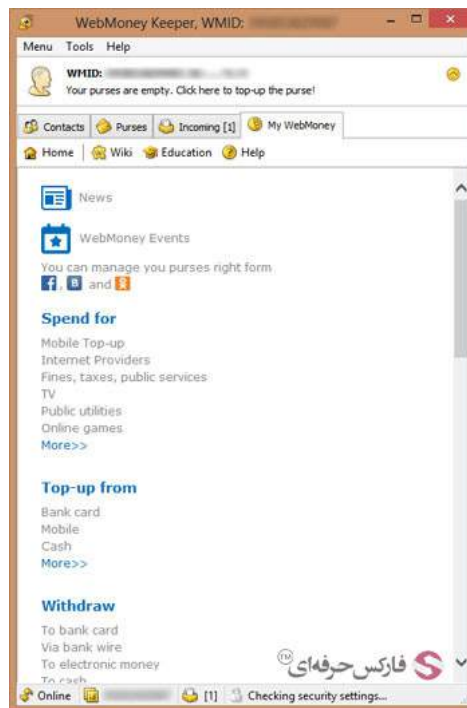 WebMoney Keeper, WMID:
Menu Tools Help
WMID:
Your purses are empty. Click here to top-up the purse!
Contacts Purses Incoming [1] My WebMoney
Home Wiki Education Help
News
WebMoney Events
You can manage you purses right form
f, B and
Spend for
Mobile Top-up
Internet Providers
Fines, taxes, public services
TV
Public utilities
Online games
More>>
Top-up from
Bank card
Mobile
Cash
More>>
Withdraw
To bank card
Via bank wire
To electronic money
To cash
فارکس حرفه‌ای TM
Online [1] Checking security settings...